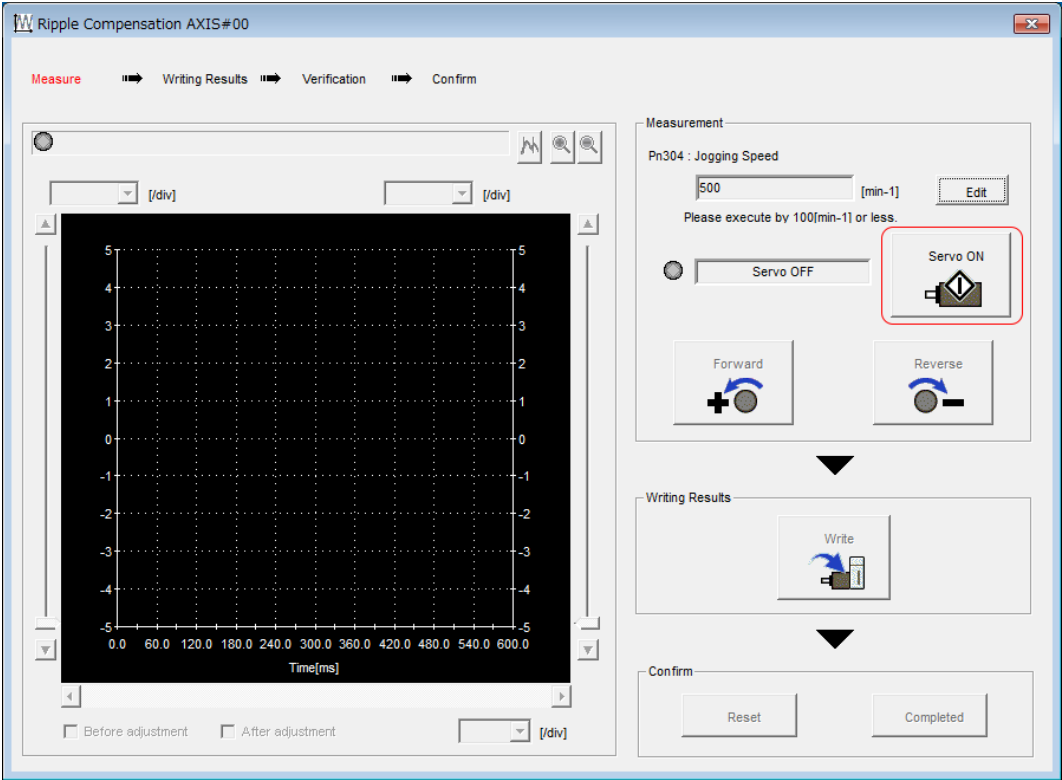 Ripple Compensation AXIS#00
Measure Writing Results Verification Confirm
[/div] [/div]
5 5
4 4
3 3
2 2
1 1
0 0
-1 -1
-2 -2
-3 -3
-4 -4
-5 -5
0.0 60.0 120.0 180.0 240.0 300.0 360.0 420.0 480.0 540.0 600.0
Time[ms]
Before adjustment After adjustment [/div]
Measurement
Pn304 : Jogging Speed
500 [min-1] Edit
Please execute by 100[min-1] or less.
Servo OFF Servo ON
Forward Reverse
Writing Results
Write
Confirm
Reset Completed